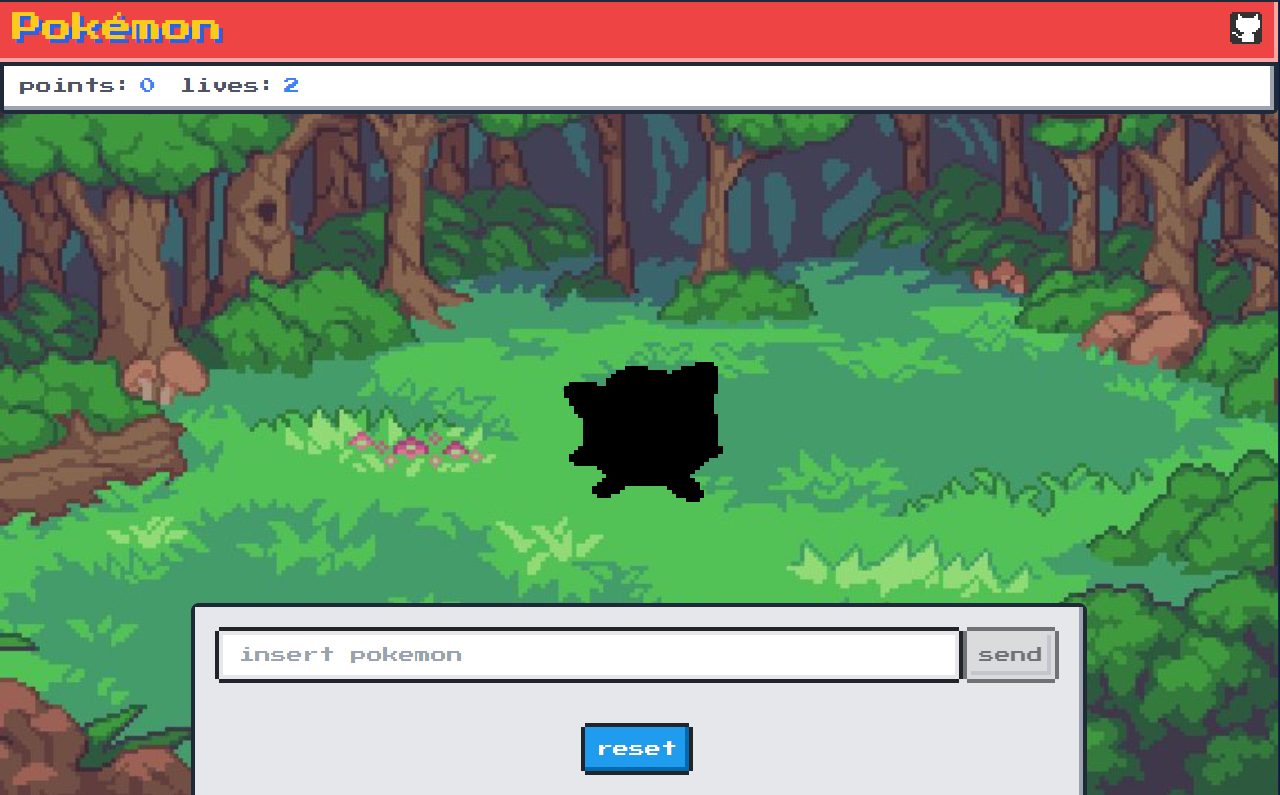 Pokémon
points: 0 lives: 2
insert pokemon
send
reset